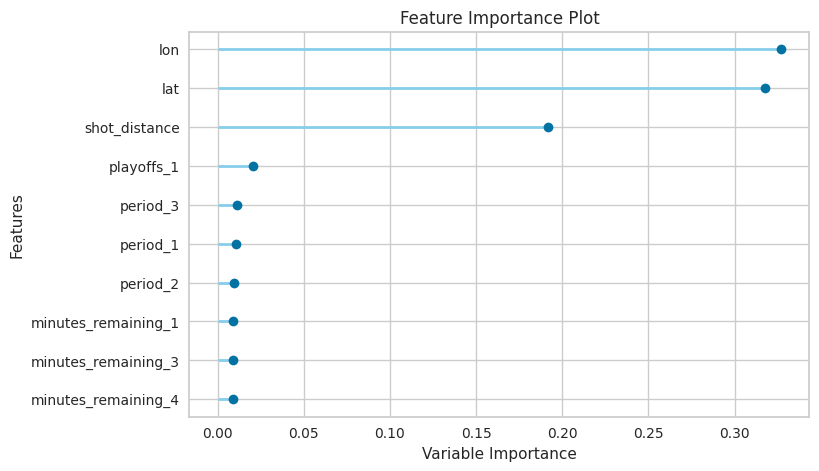 Feature Importance Plot
lon
lat
shot_distance
playoffs_1
period_3
period_1
period_2
minutes_remaining_1
minutes_remaining_3
minutes_remaining_4
Features
0.00 0.05 0.10 0.15 0.20 0.25 0.30
Variable Importance